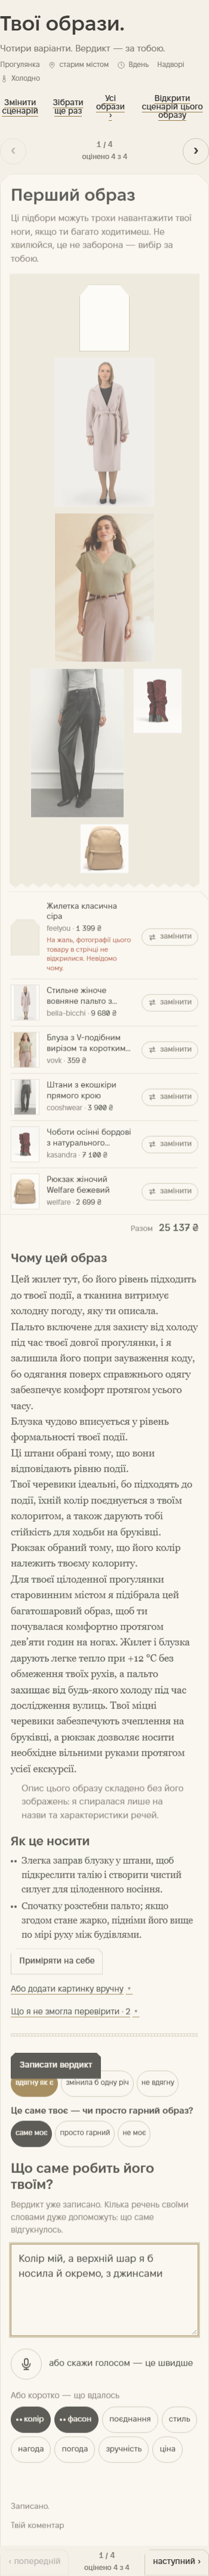 Твої образи.
Чотири варіанти. Вердикт — за тобою.
Прогулянка старим містом Вдень Надворі
Холодно
Змінити сценарій
Зібрати ще раз
Усі образи ›
Відкрити сценарій цього образу
‹
1 / 4
оцінено 4 з 4
›
Перший образ
Ці підбори можуть трохи навантажити твої
ноги, якщо ти багато ходитимеш. Не
хвилюйся, це не заборона — вибір за
тобою.
Жилетка класична
сіра
feelyou · 1 399 ₴
На жаль, фотографії цього
товару в стрічці не
відкрилися. Невідомо
чому.
замінити
Стильне жіноче
вовняне пальто з...
bella-bicchi · 9 680 ₴
замінити
Блуза з V-подібним
вирізом та коротким...
vovk · 359 ₴
замінити
Штани з екошкіри
прямого крою
cooshwear · 3 900 ₴
замінити
Чоботи осінні бордові
з натурального...
kasandra · 7 100 ₴
замінити
Рюкзак жіночий
Welfare бежевий
welfare · 2 699 ₴
замінити
Разом 25 137 ₴
Чому цей образ
Цей жилет тут, бо його рівень підходить
до твоєї події, а тканина витримує
холодну погоду, яку ти описала.
Пальто включене для захисту від холоду
під час твоєї довгої прогулянки, і я
залишила його попри зауваження коду,
бо одягання поверх справжнього одягу
забезпечує комфорт протягом усього
часу.
Блузка чудово вписується у рівень
формальності твоєї події.
Ці штани обрані тому, що вони
відповідають рівню події.
Твої черевики ідеальні, бо підходять до
події, їхній колір поєднується з твоїм
колоритом, а також дарують тобі
стійкість для ходьби на бруківці.
Рюкзак обраний тому, що його колір
належить твоєму колориту.
Для твоєї цілоденної прогулянки
старовинним містом я підібрала цей
багатошаровий образ, щоб ти
почувалася комфортно протягом
дев'яти годин на ногах. Жилет і блузка
дарують легке тепло при +12 °C без
обмеження твоїх рухів, а пальто
захищає від будь-якого холоду під час
дослідження вулиць. Твої міцні
черевики забезпечують зчеплення на
бруківці, а рюкзак дозволяє носити
необхідне вільними руками протягом
усієї екскурсії.
Опис цього образу складено без його
зображень: я спиралася лише на
назви та характеристики речей.
Як це носити
Злегка заправ блузку у штани, щоб
підкреслити талію і створити чистий
силует для цілоденного носіння.
Спочатку розстебни пальто; якщо
згодом стане жарко, підніми його вище
по мірі руху між будівлями.
Приміряти на себе
Або додати картинку вручну
Що я не змогла перевірити · 2
Записати вердикт
вдягну як є
змінила б одну річ
не вдягну
Це саме твоє — чи просто гарний образ?
саме моє
просто гарний
не моє
Що саме робить його
твоїм?
Вердикт уже записано. Кілька речень своїми
словами дуже допоможуть: що саме
відгукнулось.
Колір мій, а верхній шар я б
носила й окремо, з джинсами
або скажи голосом — це швидше
Або коротко — що вдалось
колір
фасон
поєднання
стиль
нагода
погода
зручність
ціна
Записано.
Твій коментар
‹ попередній
1 / 4
оцінено 4 з 4
наступний ›